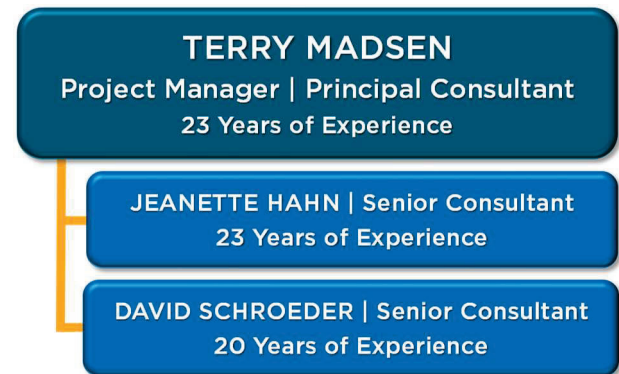 TERRY MADSEN
Project Manager | Principal Consultant
23 Years of Experience
JEANETTE HAHN | Senior Consultant
23 Years of Experience
DAVID SCHROEDER | Senior Consultant
20 Years of Experience